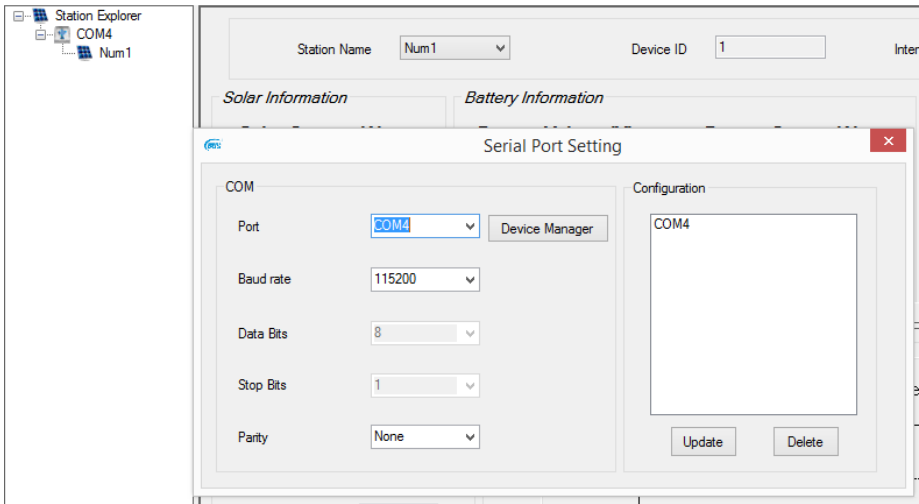 Station Explorer
COM4
Num1
Station Name
Num1
Device ID
1
Solar Information
Battery Information
Serial Port Setting
COM
Port
COM4
Device Manager
Baud rate
115200
Data Bits
8
Stop Bits
1
Parity
None
Configuration
COM4
Update
Delete